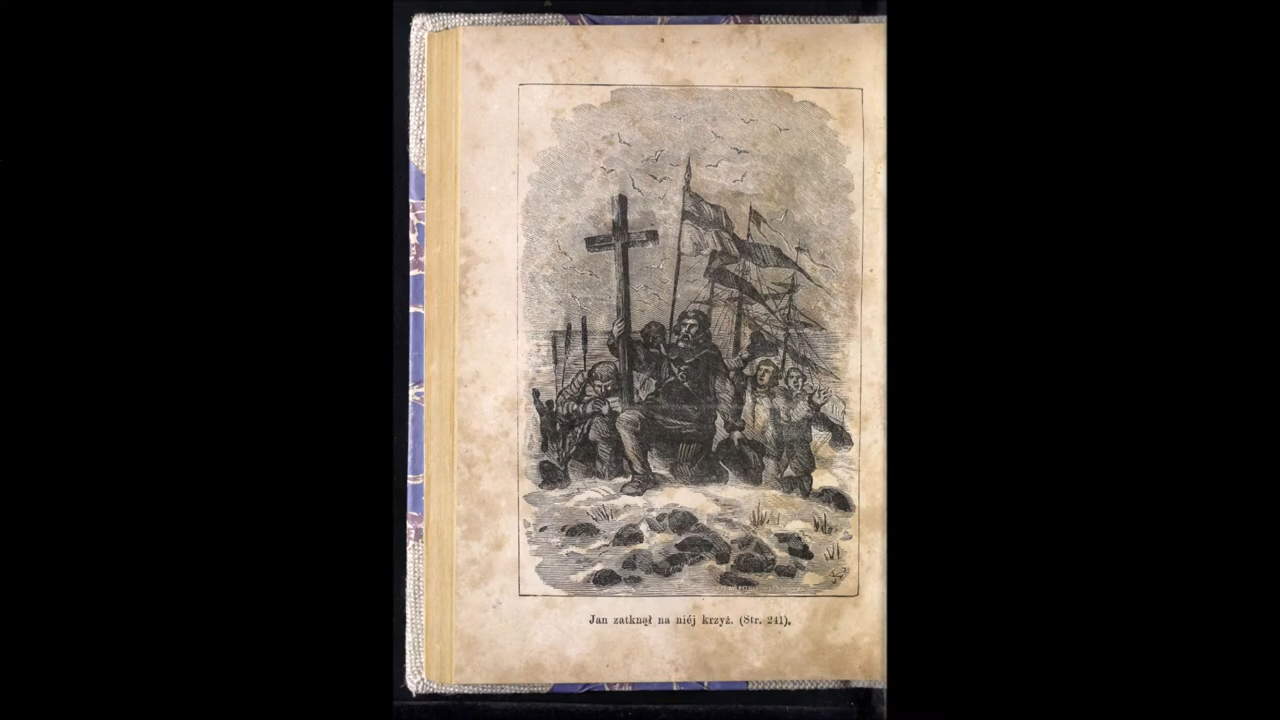 Jan zatknął na niéj krzyż. (Str. 241).